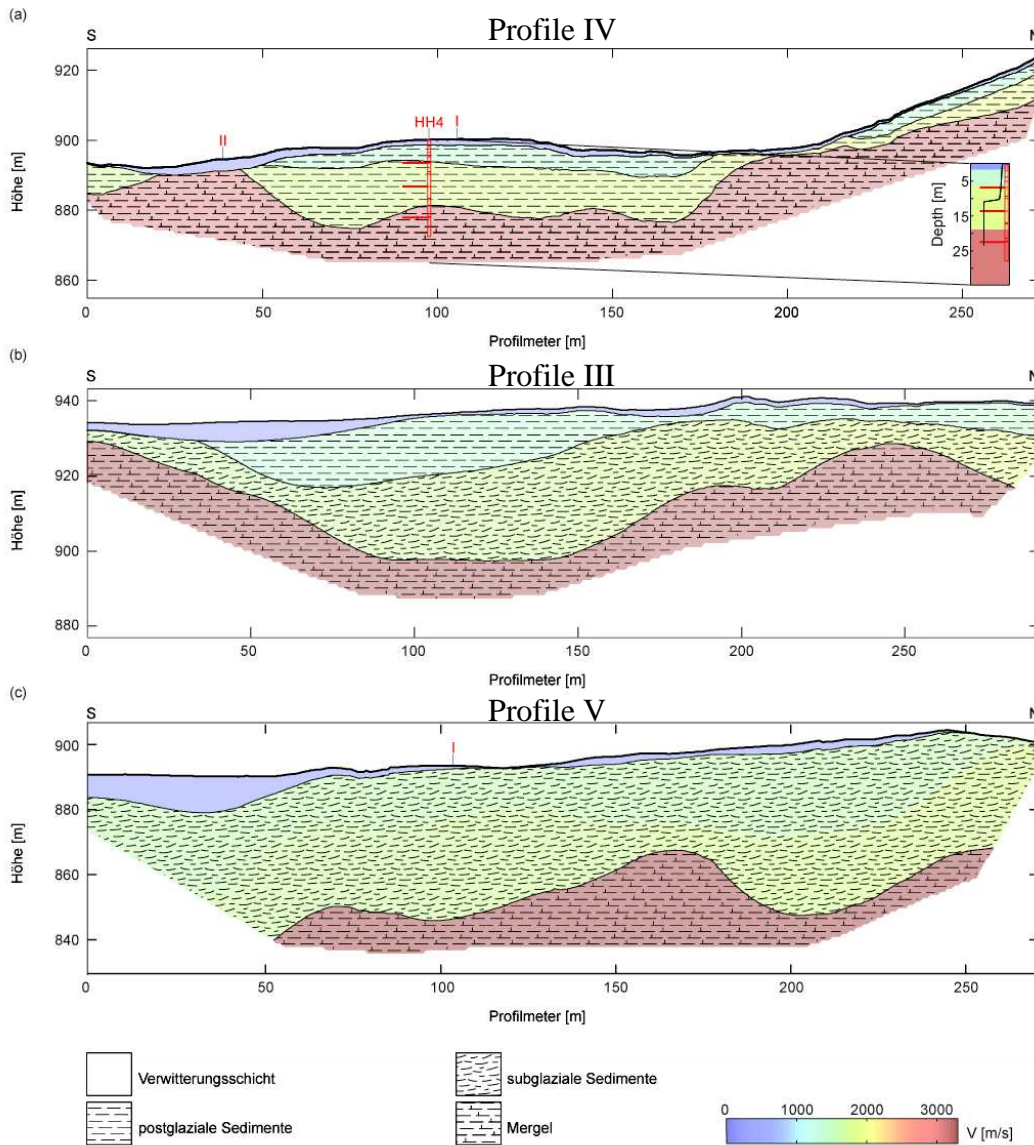 (a)
Profile IV
S
N
920
900
880
860
Höhe [m]
II
HH4
I
0
50
100
150
200
250
Profilmeter [m]
Depth [m]
5
15
25
(b)
Profile III
S
N
940
920
900
880
Höhe [m]
0
50
100
150
200
250
Profilmeter [m]
(c)
Profile V
S
N
900
880
860
840
Höhe [m]
I
0
50
100
150
200
250
Profilmeter [m]
Verwitterungsschicht
subglaziale Sedimente
postglaziale Sedimente
Mergel
0 1000 2000 3000
V [m/s]